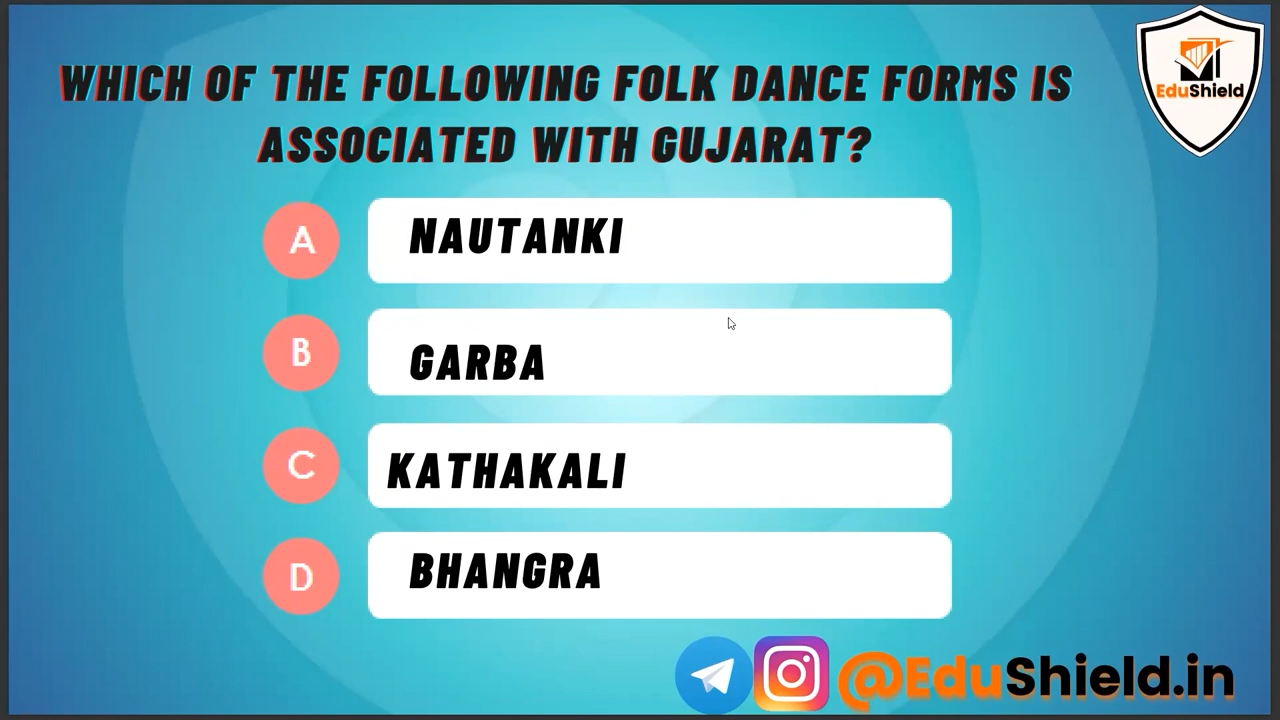 WHICH OF THE FOLLOWING FOLK DANCE FORMS IS
ASSOCIATED WITH GUJARAT?
EduShield
A NAUTANKI
B GARBA
C KATHAKALI
D BHANGRA
@EduShield.in